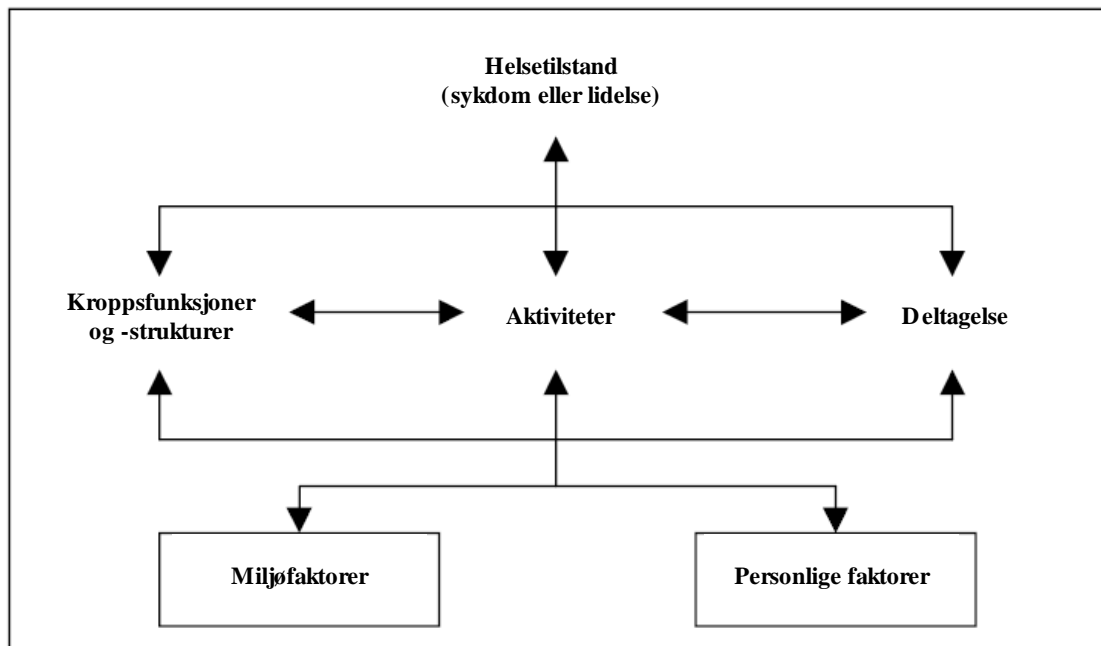 Helsetilstand
(sykdom eller lidelse)
Kroppsfunksjoner
og -strukturer
Aktiviteter
Deltagelse
Miljøfaktorer
Personlige faktorer